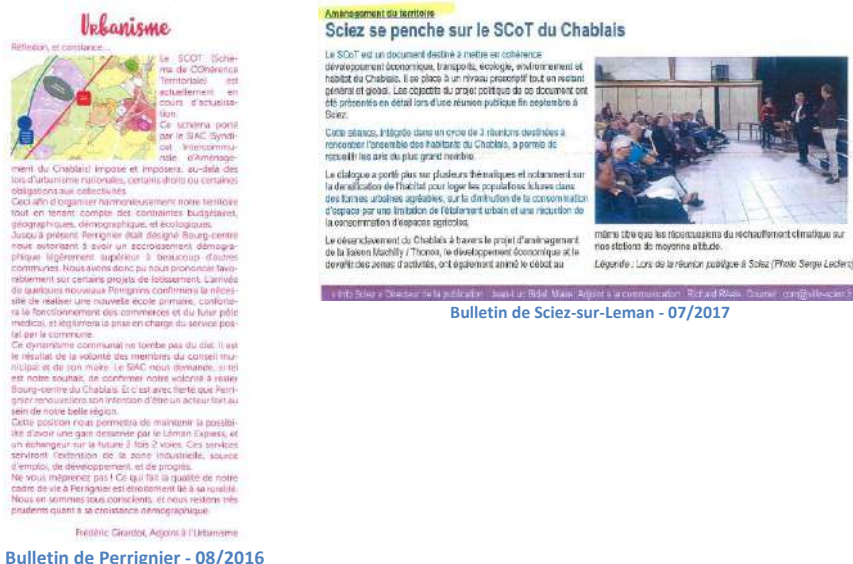 Urbanisme
Réflexion, et constance...
Le SCOT (Sché-
ma de COhérence
Territoriale) est
actuellement en
cours d'actualisa-
tion.
Ce schéma porté
par le SIAC (Syndi-
cat Intercommu-
nale d'Aménage-
ment du Chablais) impose et imposera, au-delà des
lois d'urbanisme nationales, certains droits ou certaines
obligations aux collectivités.
Ceci afin d'organiser harmonieusement notre territoire
tout en tenant compte des contraintes budgétaires,
géographiques, démographique, et écologiques.
Jusqu'à présent Perrignier était désigné Bourg-centre
nous autorisant à avoir un accroissement démogra-
phique légèrement supérieur à beaucoup d'autres
communes. Nous avons donc pu nous prononcer favo-
rablement sur certains projets de lotissement. L'arrivée
de quelques nouveaux Perrignins confirmera la néces-
sité de réaliser une nouvelle école primaire, confortera
le fonctionnement des commerces et du futur pôle
médical, et légitimera la prise en charge du service pos-
tal par la commune.
Ce dynamisme communal ne tombe pas du ciel, il est
le résultat de la volonté des membres du conseil mu-
nicipal et de son maire. Le SIAC nous demande, si tel
est notre souhait, de confirmer notre volonté à rester
Bourg-centre du Chablais. Et c'est avec fierté que Perri-
gnier renouvellera son intention d'être un acteur fort au
sein de notre belle région.
Cette position nous permettra de maintenir la possibi-
lité d'avoir une gare desservie par le Léman Express, et
un échangeur sur la future 2 fois 2 voies. Ces services
serviront l'extension de la zone industrielle, source
d'emploi, de développement, et de progrès.
Ne vous méprenez pas ! Ce qui fait la qualité de notre
cadre de vie à Perrignier est étroitement lié à sa ruralité.
Nous en sommes tous conscients, et nous restons très
prudents quant à sa croissance démographique.
Frédéric Girardot, Adjoint à l'Urbanisme
Bulletin de Perrignier - 08/2016
Aménagement du territoire
Sciez se penche sur le SCoT du Chablais
Le SCoT est un document destiné à mettre en cohérence
développement économique, transports, écologie, environnement et
habitat du Chablais. Il se place à un niveau prescriptif tout en restant
général et global. Les objectifs du projet politique de ce document ont
été présentés en détail lors d'une réunion publique fin septembre à
Sciez.
Cette séance, intégrée dans un cycle de 3 réunions destinées à
rencontrer l'ensemble des habitants du Chablais, a permis de
recueillir les avis du plus grand nombre.
Le dialogue a porté plus sur plusieurs thématiques et notamment sur
la densification de l'habitat pour loger les populations futures dans
des formes urbaines agréables, sur la diminution de la consommation
d'espace par une limitation de l'étalement urbain et une réduction de
la consommation d'espaces agricoles.
Le désenclavement du Chablais à travers le projet d'aménagement
de la liaison Machilly / Thonon, le développement économique et le
devenir des zones d'activités, ont également animé le débat au
même titre que les répercussions du réchauffement climatique sur
nos stations de moyenne altitude.
Légende : Lors de la réunion publique à Sciez (Photo Serge Leclerc)
Info Sciez » Directeur de la publication : Jean-Luc Bidal, Maire. Adjoint à la communication : Richard
Bulletin de Sciez-sur-Leman - 07/2017